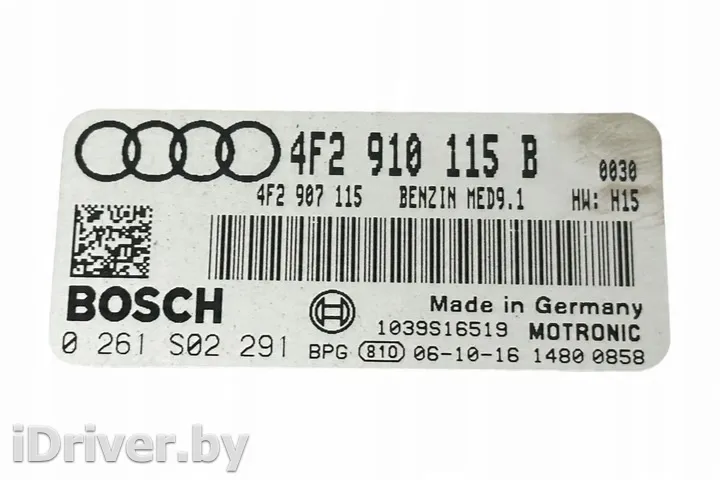 4F2 910 115 B 0030
4F2 907 115 BENZIN MED9.1 HW: H15
BOSCH
Made in Germany
1039S16519 MOTRONIC
0 261 S02 291 BPG 810 06-10-16 1480 0858
iDriver.by